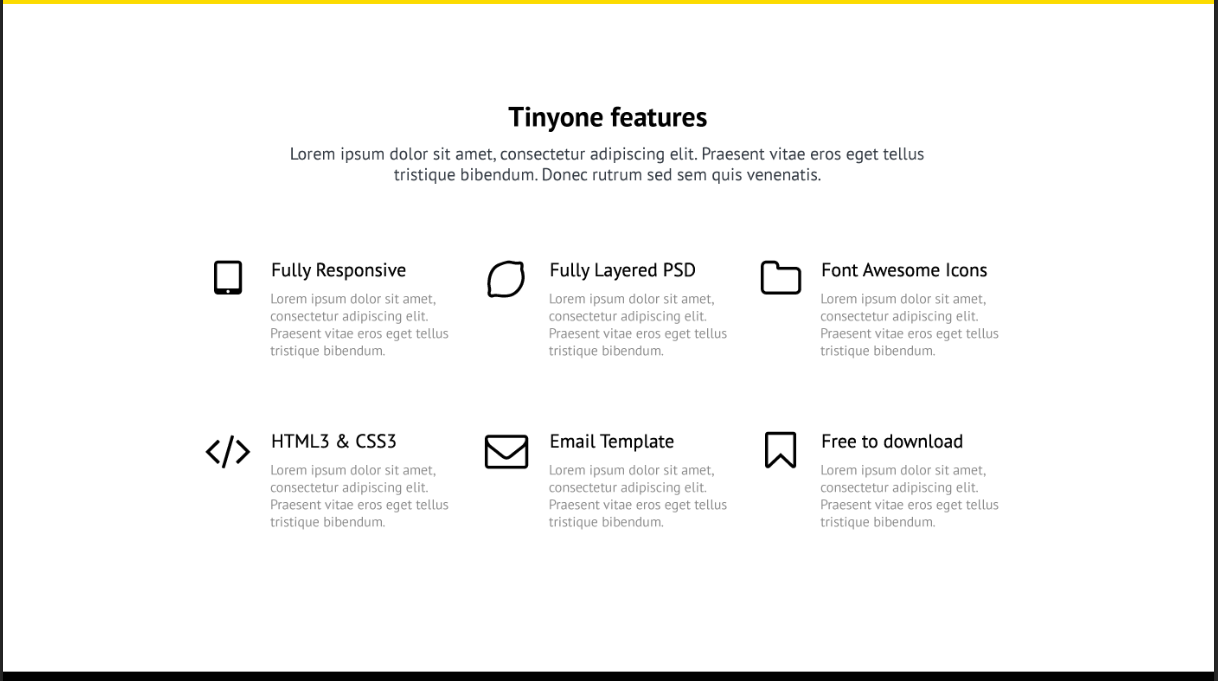 Tinyone features
Lorem ipsum dolor sit amet, consectetur adipiscing elit. Praesent vitae eros eget tellus
tristique bibendum. Donec rutrum sed sem quis venenatis.
Fully Responsive
Lorem ipsum dolor sit amet,
consectetur adipiscing elit.
Praesent vitae eros eget tellus
tristique bibendum.
Fully Layered PSD
Lorem ipsum dolor sit amet,
consectetur adipiscing elit.
Praesent vitae eros eget tellus
tristique bibendum.
Font Awesome Icons
Lorem ipsum dolor sit amet,
consectetur adipiscing elit.
Praesent vitae eros eget tellus
tristique bibendum.
HTML3 & CSS3
Lorem ipsum dolor sit amet,
consectetur adipiscing elit.
Praesent vitae eros eget tellus
tristique bibendum.
Email Template
Lorem ipsum dolor sit amet,
consectetur adipiscing elit.
Praesent vitae eros eget tellus
tristique bibendum.
Free to download
Lorem ipsum dolor sit amet,
consectetur adipiscing elit.
Praesent vitae eros eget tellus
tristique bibendum.